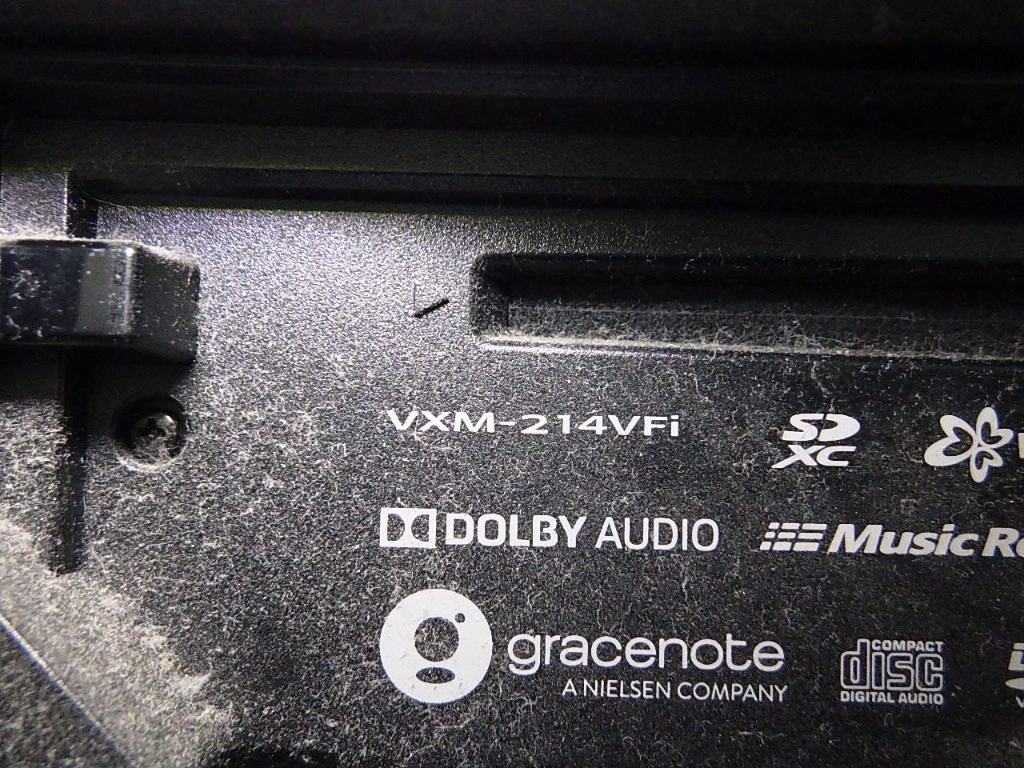 VXM-214VFi
SD XC
DOLBY AUDIO
Music
gracenote
A NIELSEN COMPANY
COMPACT
disc
DIGITAL AUDIO